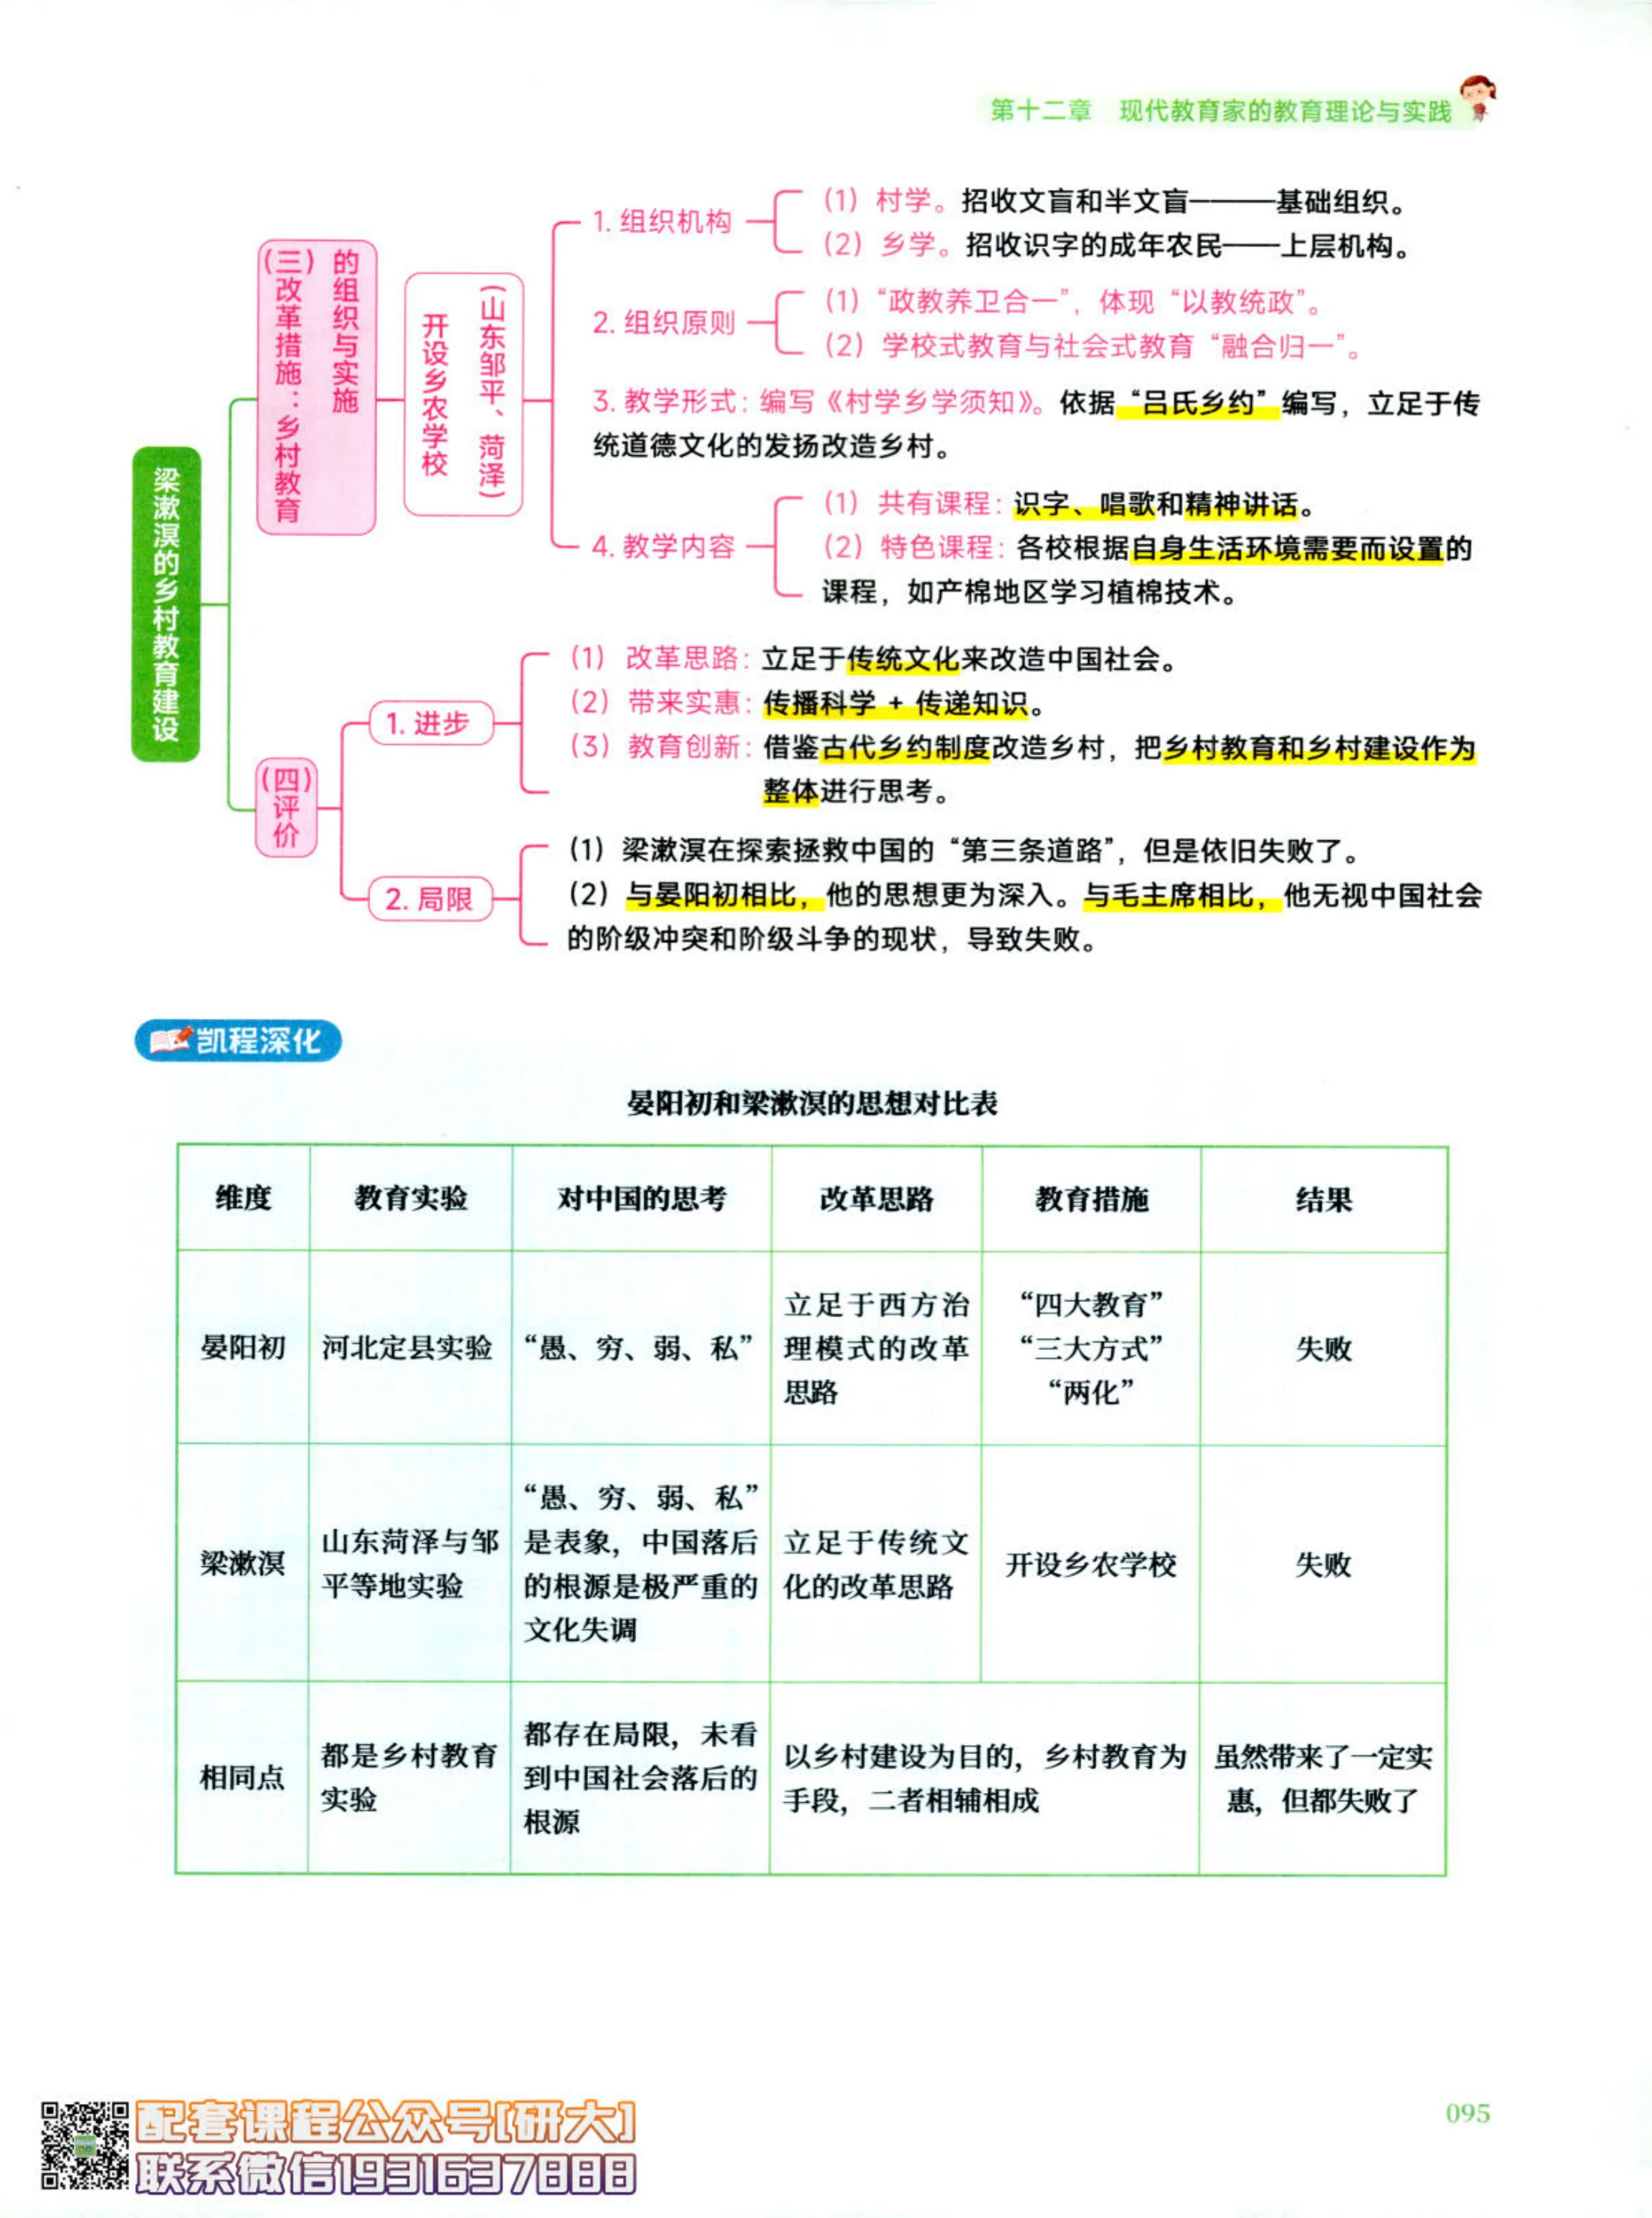 第十二章 现代教育家的教育理论与实践
梁漱溟的乡村教育建设
(三)改革措施：乡村教育
的组织与实施
开设乡农学校
（山东邹平、菏泽）
1. 组织机构
（1）村学。招收文盲和半文盲———基础组织。
（2）乡学。招收识字的成年农民——上层机构。
2. 组织原则
（1）“政教养卫合一”，体现“以教统政”。
（2）学校式教育与社会式教育“融合归一”。
3. 教学形式：编写《村学乡学须知》。依据“吕氏乡约”编写，立足于传
统道德文化的发扬改造乡村。
4. 教学内容
（1）共有课程：识字、唱歌和精神讲话。
（2）特色课程：各校根据自身生活环境需要而设置的
课程，如产棉地区学习植棉技术。
(四)评价
1. 进步
（1）改革思路：立足于传统文化来改造中国社会。
（2）带来实惠：传播科学 + 传递知识。
（3）教育创新：借鉴古代乡约制度改造乡村，把乡村教育和乡村建设作为
整体进行思考。
2. 局限
（1）梁漱溟在探索拯救中国的“第三条道路”，但是依旧失败了。
（2）与晏阳初相比，他的思想更为深入。与毛主席相比，他无视中国社会
的阶级冲突和阶级斗争的现状，导致失败。
凯程深化
晏阳初和梁漱溟的思想对比表
维度 教育实验 对中国的思考 改革思路 教育措施 结果
晏阳初
河北定县实验
“愚、穷、弱、私”
立足于西方治
理模式的改革
思路
“四大教育”
“三大方式”
“两化”
失败
梁漱溟
山东菏泽与邹
平等地实验
“愚、穷、弱、私”
是表象，中国落后
的根源是极严重的
文化失调
立足于传统文
化的改革思路
开设乡农学校
失败
相同点
都是乡村教育
实验
都存在局限，未看
到中国社会落后的
根源
以乡村建设为目的，乡村教育为
手段，二者相辅相成
虽然带来了一定实
惠，但都失败了
095
配套课程公众号[研大]
联系微信1931637888